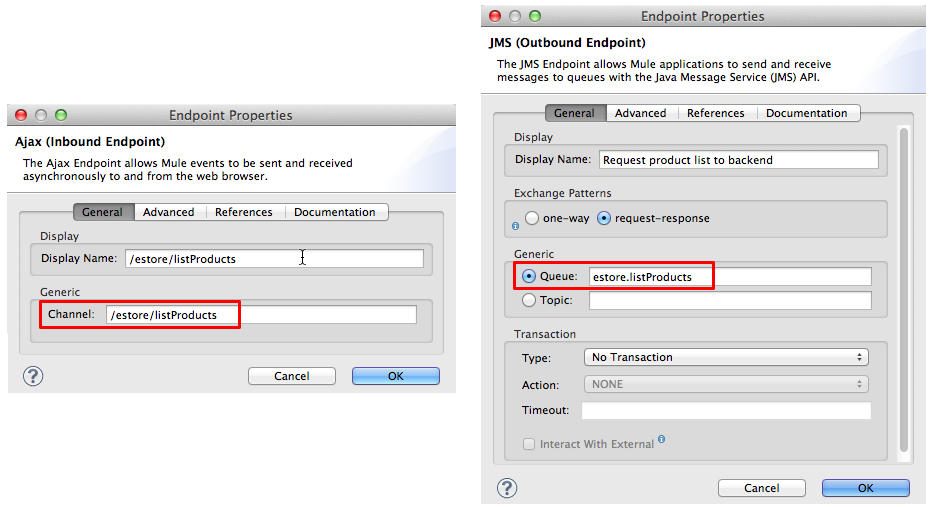 Endpoint Properties
Ajax (Inbound Endpoint)
The Ajax Endpoint allows Mule events to be sent and received
asynchronously to and from the web browser.
General Advanced References Documentation
Display
Display Name: /estore/listProducts
Generic
Channel: /estore/listProducts
? Cancel OK
Endpoint Properties
JMS (Outbound Endpoint)
The JMS Endpoint allows Mule applications to send and receive
messages to queues with the Java Message Service (JMS) API.
General Advanced References Documentation
Display
Display Name: Request product list to backend
Exchange Patterns
i one-way request-response
Generic
Queue: estore.listProducts
Topic:
Transaction
Type: No Transaction
Action: NONE
Timeout:
Interact With External i
? Cancel OK